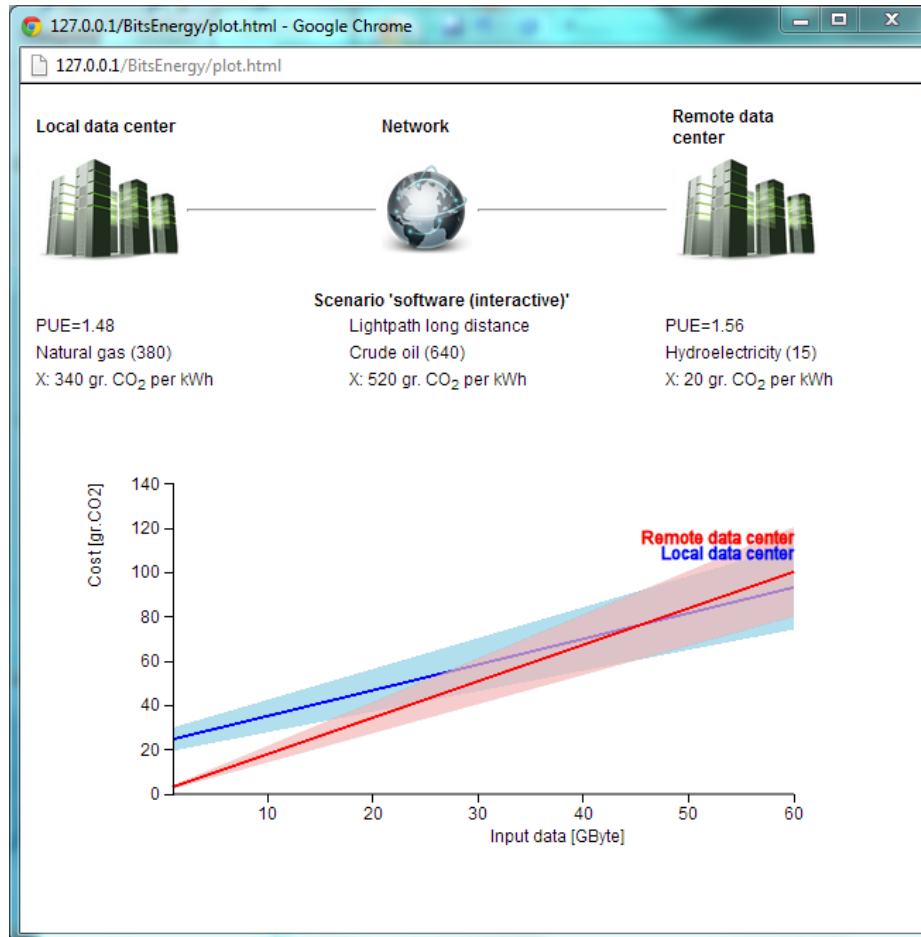 127.0.0.1/BitsEnergy/plot.html - Google Chrome
127.0.0.1/BitsEnergy/plot.html
Local data center
Network
Remote data
center
Scenario 'software (interactive)'
PUE=1.48
Lightpath long distance
PUE=1.56
Natural gas (380)
Crude oil (640)
Hydroelectricity (15)
X: 340 gr. CO2 per kWh
X: 520 gr. CO2 per kWh
X: 20 gr. CO2 per kWh
Cost [gr.CO2]
140
120
100
80
60
40
20
0
Remote data center
Local data center
10 20 30 40 50 60
Input data [GByte]